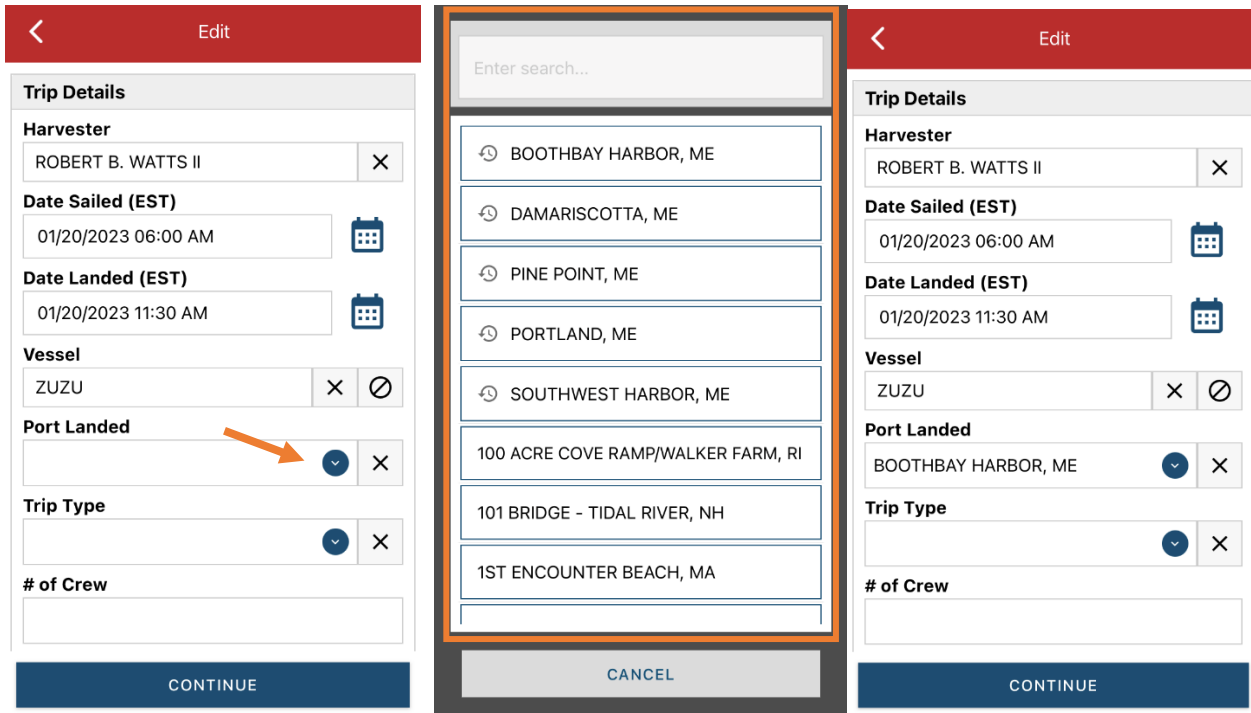 Edit
Trip Details
Harvester
ROBERT B. WATTS II
Date Sailed (EST)
01/20/2023 06:00 AM
Date Landed (EST)
01/20/2023 11:30 AM
Vessel
ZUZU
Port Landed
Trip Type
# of Crew
CONTINUE
Enter search...
BOOTHBAY HARBOR, ME
DAMARISCOTTA, ME
PINE POINT, ME
PORTLAND, ME
SOUTHWEST HARBOR, ME
100 ACRE COVE RAMP/WALKER FARM, RI
101 BRIDGE - TIDAL RIVER, NH
1ST ENCOUNTER BEACH, MA
CANCEL
Edit
Trip Details
Harvester
ROBERT B. WATTS II
Date Sailed (EST)
01/20/2023 06:00 AM
Date Landed (EST)
01/20/2023 11:30 AM
Vessel
ZUZU
Port Landed
BOOTHBAY HARBOR, ME
Trip Type
# of Crew
CONTINUE